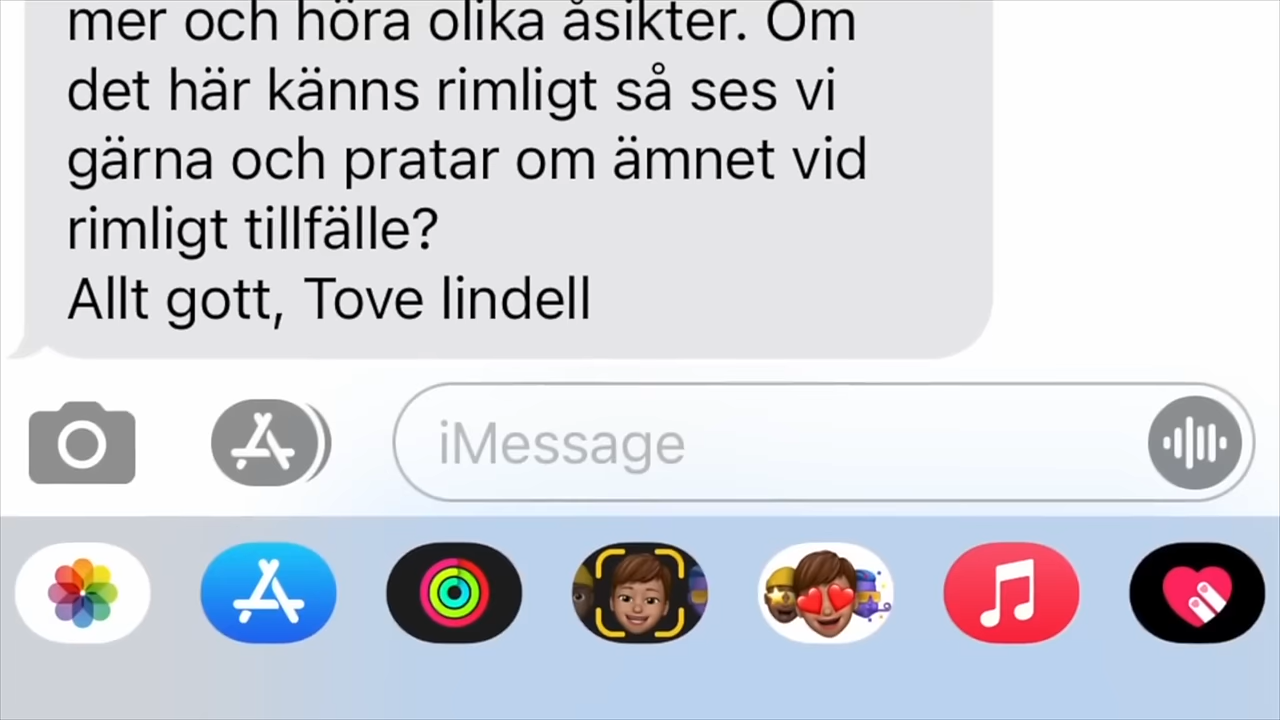 mer och höra olika åsikter. Om
det här känns rimligt så ses vi
gärna och pratar om ämnet vid
rimligt tillfälle?
Allt gott, Tove lindell
iMessage